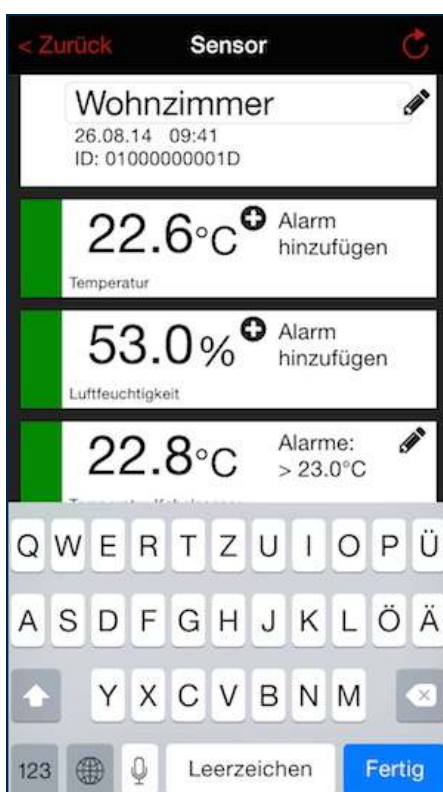 < Zurück Sensor
Wohnzimmer
26.08.14 09:41
ID: 01000000001D
22.6°C Alarm
hinzufügen
Temperatur
53.0% Alarm
hinzufügen
Luftfeuchtigkeit
22.8°C Alarme:
> 23.0°C
Q W E R T Z U I O P Ü
A S D F G H J K L Ö Ä
Y X C V B N M
123 Leerzeichen Fertig